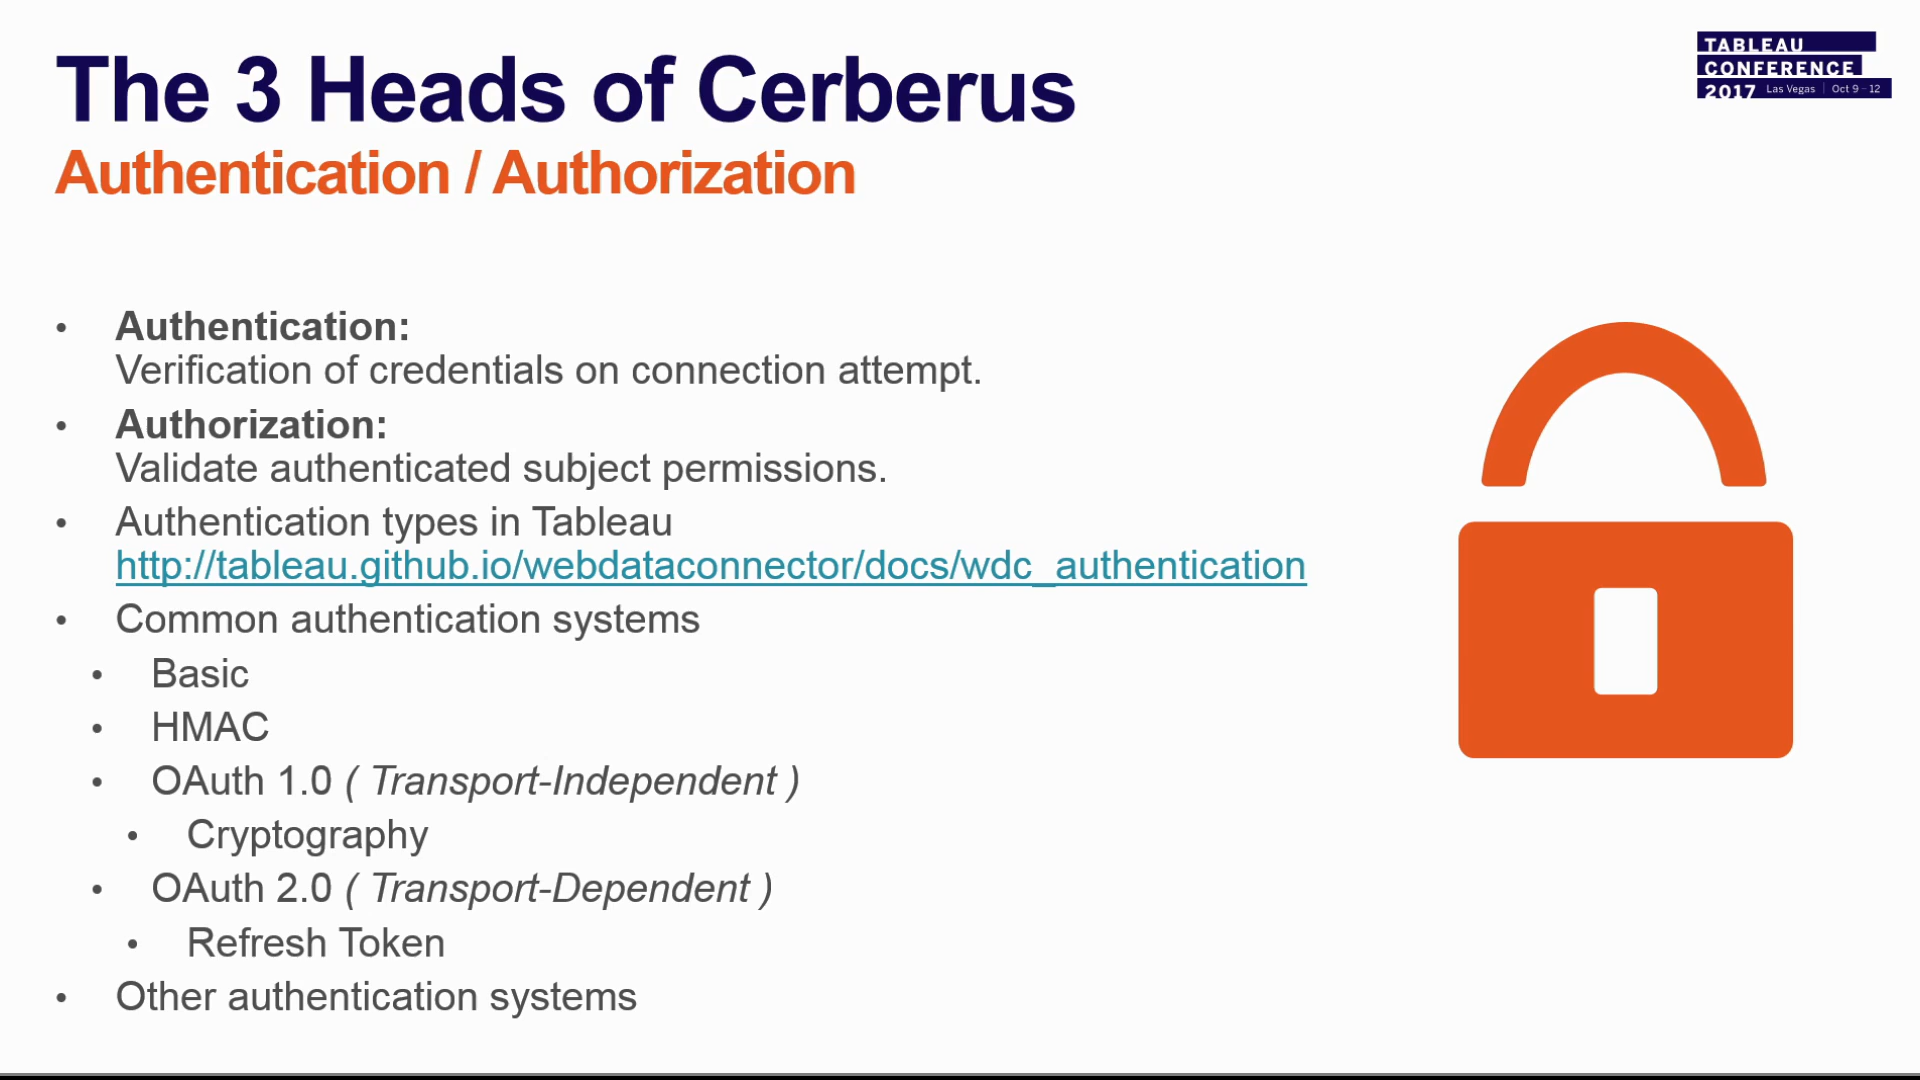 The 3 Heads of Cerberus
Authentication / Authorization
TABLEAU
CONFERENCE
2017 Las Vegas | Oct 9 - 12
• Authentication:
Verification of credentials on connection attempt.
• Authorization:
Validate authenticated subject permissions.
• Authentication types in Tableau
http://tableau.github.io/webdataconnector/docs/wdc_authentication
• Common authentication systems
• Basic
• HMAC
• OAuth 1.0 ( Transport-Independent )
• Cryptography
• OAuth 2.0 ( Transport-Dependent )
• Refresh Token
• Other authentication systems